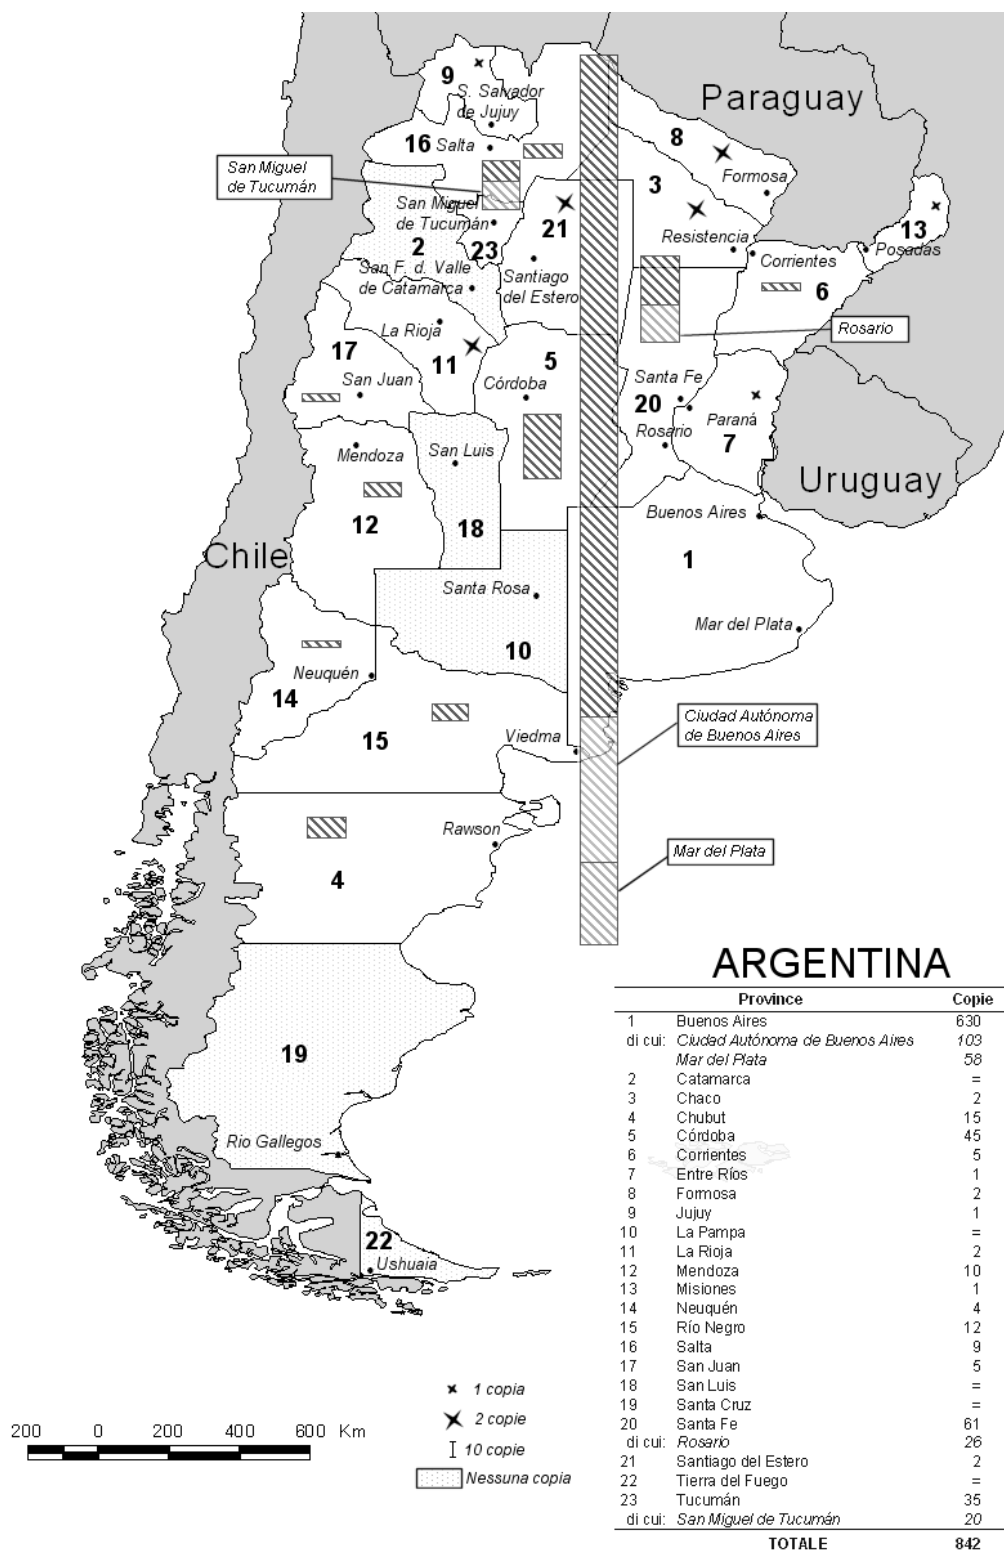 Paraguay
9
S. Salvador
de Jujuy
16
Salta
8
Formosa
San Miguel
de Tucumán
3
San Miguel
de Tucumán
21
13
2
23
Resistencia
Corrientes
Posadas
San F. d. Valle
de Catamarca
Santiago
del Estero
6
La Rioja
Rosario
17
11
5
San Juan
Córdoba
Santa Fe
20
Paraná
Rosario
7
Mendoza
San Luis
Uruguay
Buenos Aires
12
18
Chile
1
Santa Rosa
Mar del Plata
10
Neuquén
14
15
Viedma
Ciudad Autónoma
de Buenos Aires
Rawson
Mar del Plata
4
19
Rio Gallegos
22
Ushuaia
ARGENTINA
Province Copie
1 Buenos Aires 630
di cui: Ciudad Autónoma de Buenos Aires 103
Mar del Plata 58
2 Catamarca =
3 Chaco 2
4 Chubut 15
5 Córdoba 45
6 Corrientes 5
7 Entre Ríos 1
8 Formosa 2
9 Jujuy 1
10 La Pampa =
11 La Rioja 2
12 Mendoza 10
13 Misiones 1
14 Neuquén 4
15 Río Negro 12
16 Salta 9
17 San Juan 5
18 San Luis =
19 Santa Cruz =
20 Santa Fe 61
di cui: Rosario 26
21 Santiago del Estero 2
22 Tierra del Fuego =
23 Tucumán 35
di cui: San Miguel de Tucumán 20
TOTALE 842
1 copia
2 copie
10 copie
Nessuna copia
200 0 200 400 600 Km